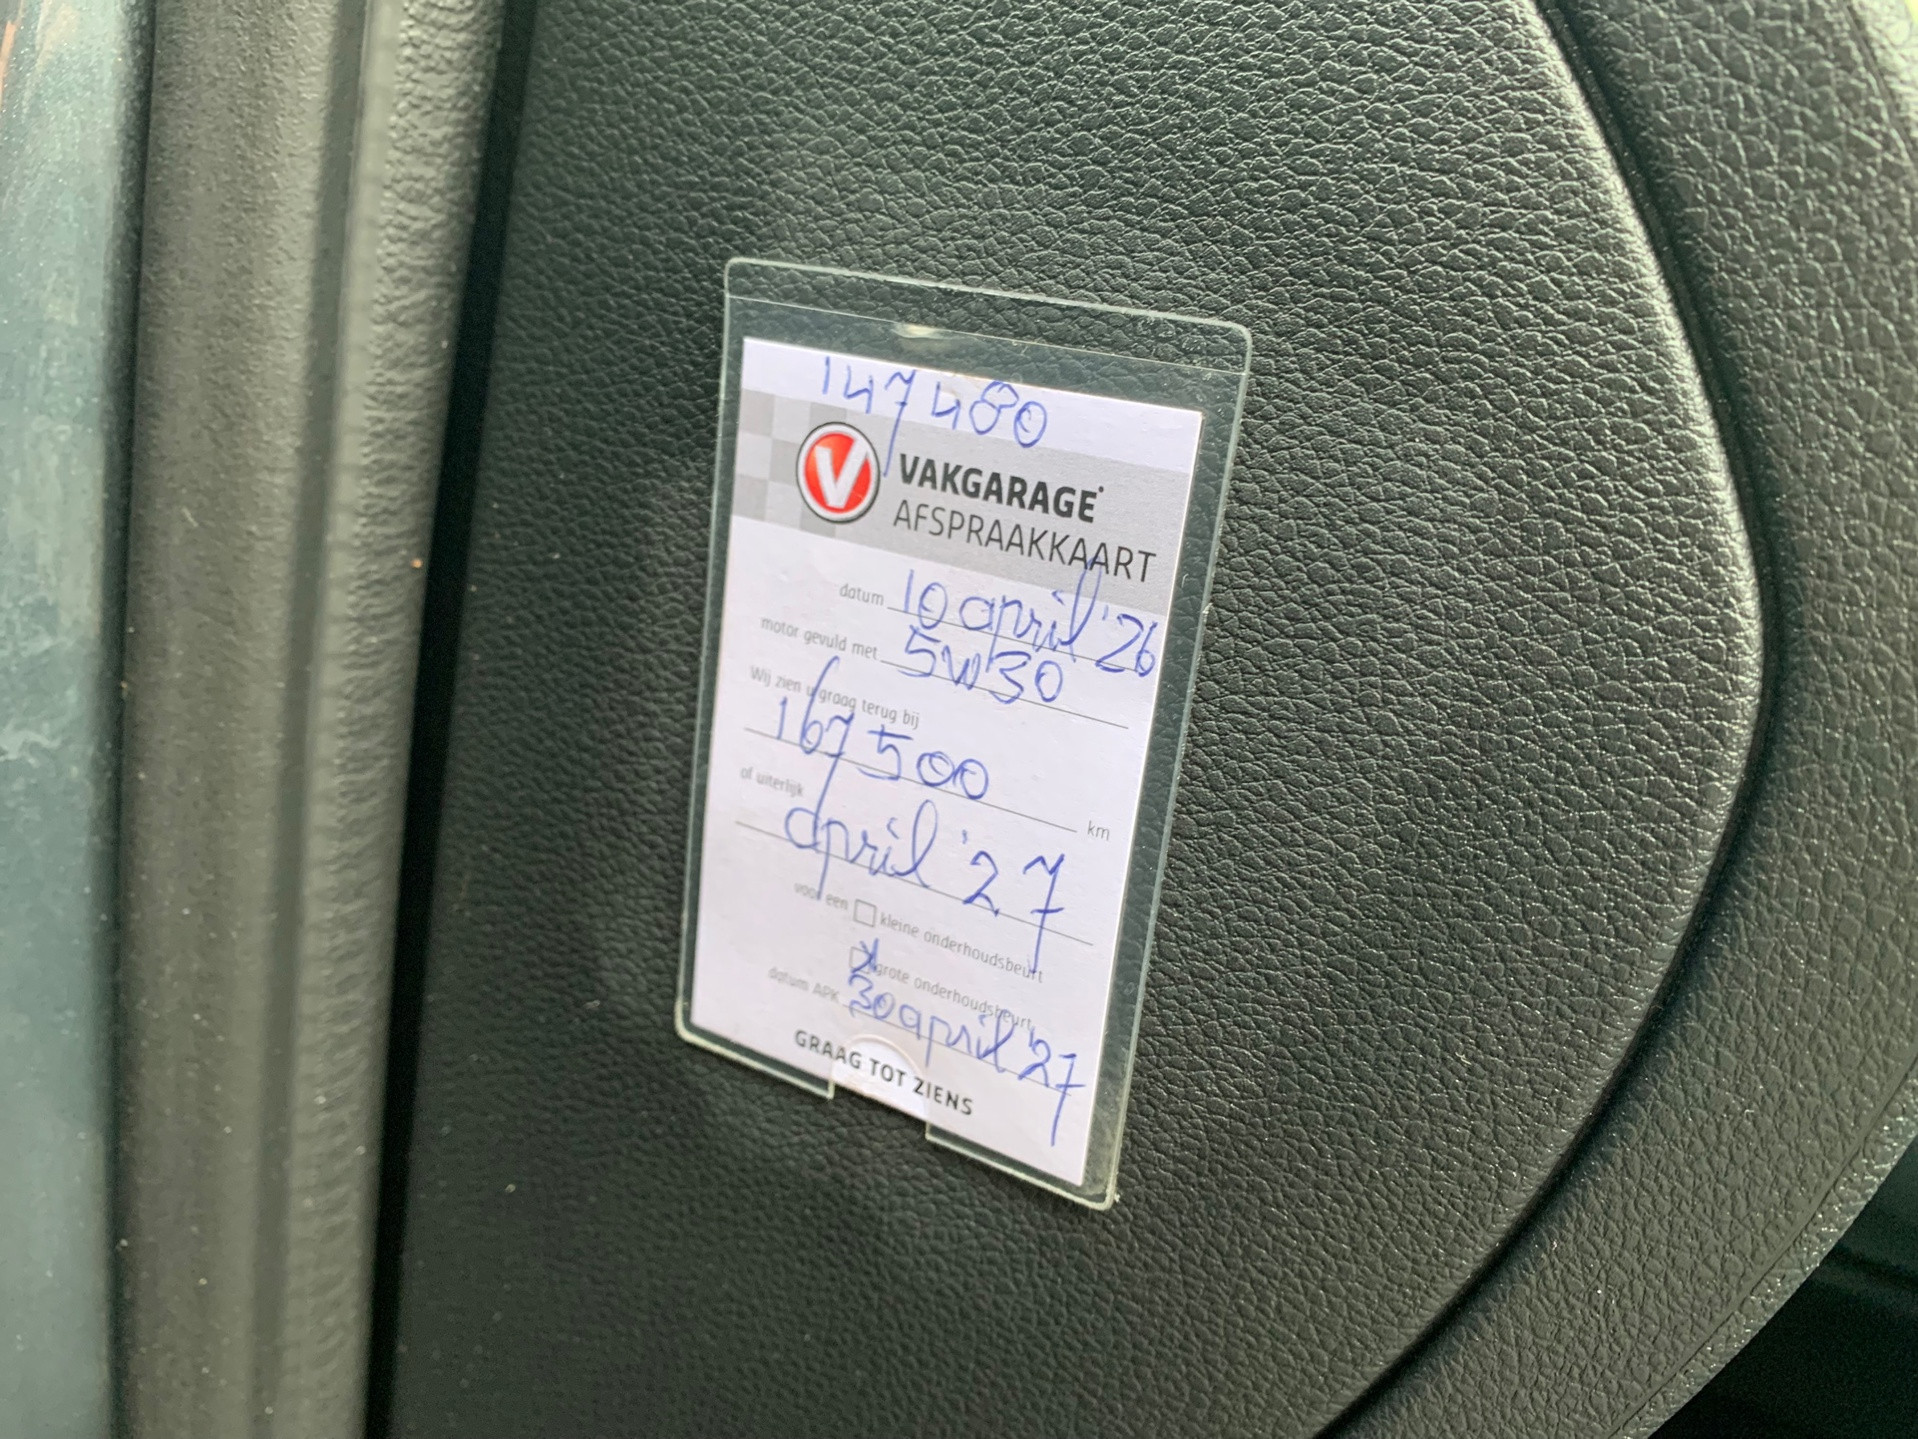 147480
V VAKGARAGE
AFSPRAAKKAART
datum 10 april '26
motor gevuld met 5W30
Wij zien u graag terug bij
167500 km
of uiterlijk
april '27
voor een kleine onderhoudsbeurt
grote onderhoudsbeurt
datum APK 30 april '27
GRAAG TOT ZIENS